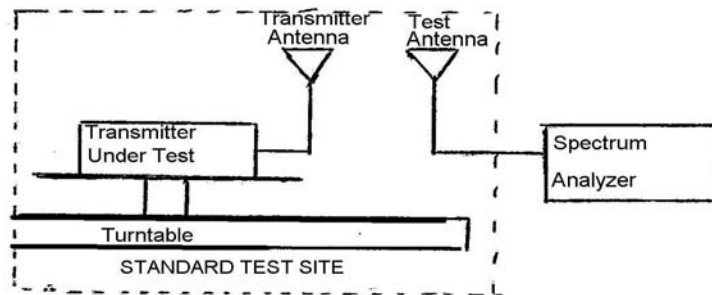 Transmitter
Antenna
Test
Antenna
Transmitter
Under Test
Spectrum
Analyzer
Turntable
STANDARD TEST SITE